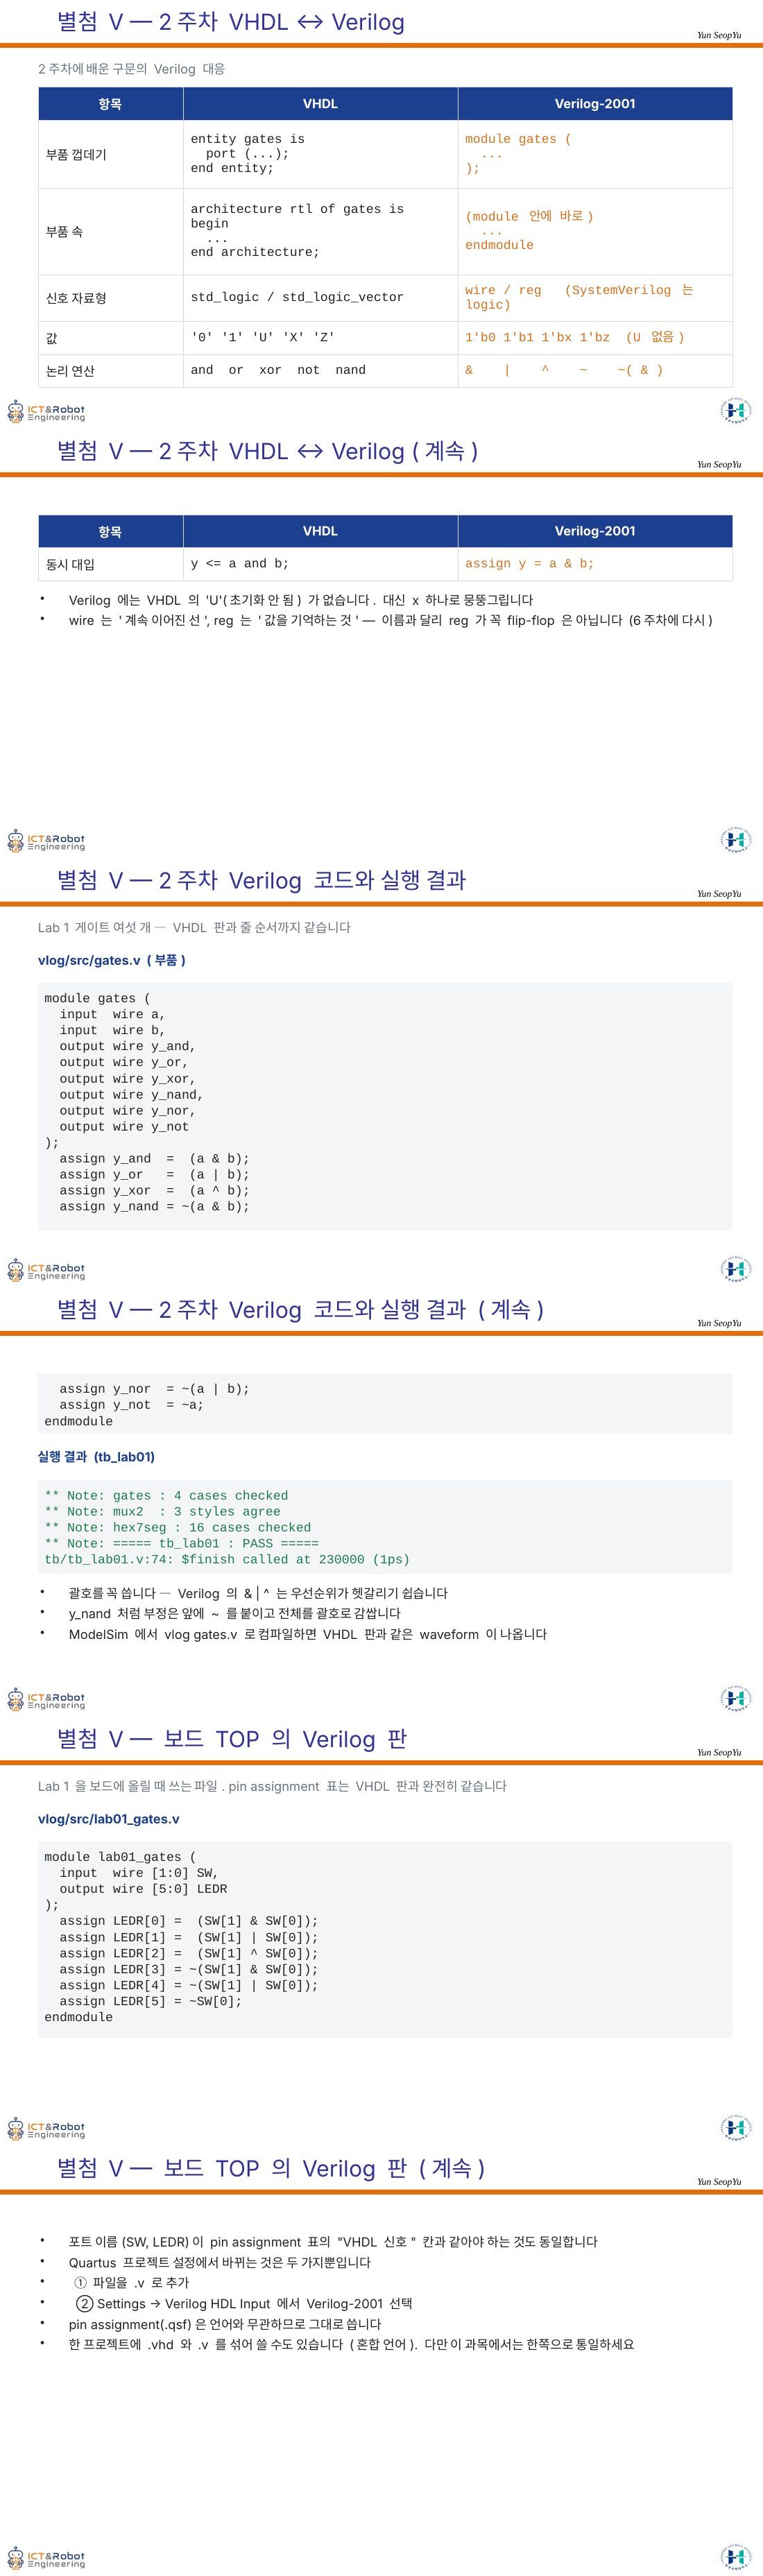 별첨 V — 2 주차 VHDL ↔ Verilog
Yun SeopYu
2 주차에 배운 구문의 Verilog 대응
항목 VHDL Verilog-2001
부품 껍데기
entity gates is
  port (...);
end entity;
module gates (
  ...
);
부품 속
architecture rtl of gates is
begin
  ...
end architecture;
(module 안에 바로 )
  ...
endmodule
신호 자료형
std_logic / std_logic_vector
wire / reg   (SystemVerilog 는
logic)
값
'0' '1' 'U' 'X' 'Z'
1'b0 1'b1 1'bx 1'bz  (U 없음 )
논리 연산
and  or  xor  not  nand
&    |    ^    ~    ~( & )
ICT&Robot
Engineering
별첨 V — 2 주차 VHDL ↔ Verilog ( 계속 )
Yun SeopYu
항목 VHDL Verilog-2001
동시 대입
y <= a and b;
assign y = a & b;
• Verilog 에는 VHDL 의 'U'( 초기화 안 됨 ) 가 없습니다 . 대신 x 하나로 뭉뚱그립니다
• wire 는 ' 계속 이어진 선 ', reg 는 ' 값을 기억하는 것 ' — 이름과 달리 reg 가 꼭 flip-flop 은 아닙니다 (6 주차에 다시 )
ICT&Robot
Engineering
별첨 V — 2 주차 Verilog 코드와 실행 결과
Yun SeopYu
Lab 1 게이트 여섯 개 — VHDL 판과 줄 순서까지 같습니다
vlog/src/gates.v ( 부품 )
module gates (
  input  wire a,
  input  wire b,
  output wire y_and,
  output wire y_or,
  output wire y_xor,
  output wire y_nand,
  output wire y_nor,
  output wire y_not
);
  assign y_and  =  (a & b);
  assign y_or   =  (a | b);
  assign y_xor  =  (a ^ b);
  assign y_nand = ~(a & b);
ICT&Robot
Engineering
별첨 V — 2 주차 Verilog 코드와 실행 결과 ( 계속 )
Yun SeopYu
  assign y_nor  = ~(a | b);
  assign y_not  = ~a;
endmodule
실행 결과 (tb_lab01)
** Note: gates : 4 cases checked
** Note: mux2  : 3 styles agree
** Note: hex7seg : 16 cases checked
** Note: ===== tb_lab01 : PASS =====
tb/tb_lab01.v:74: $finish called at 230000 (1ps)
• 괄호를 꼭 씁니다 — Verilog 의 & | ^ 는 우선순위가 헷갈리기 쉽습니다
• y_nand 처럼 부정은 앞에 ~ 를 붙이고 전체를 괄호로 감쌉니다
• ModelSim 에서 vlog gates.v 로 컴파일하면 VHDL 판과 같은 waveform 이 나옵니다
ICT&Robot
Engineering
별첨 V — 보드 TOP 의 Verilog 판
Yun SeopYu
Lab 1 을 보드에 올릴 때 쓰는 파일 . pin assignment 표는 VHDL 판과 완전히 같습니다
vlog/src/lab01_gates.v
module lab01_gates (
  input  wire [1:0] SW,
  output wire [5:0] LEDR
);
  assign LEDR[0] =  (SW[1] & SW[0]);
  assign LEDR[1] =  (SW[1] | SW[0]);
  assign LEDR[2] =  (SW[1] ^ SW[0]);
  assign LEDR[3] = ~(SW[1] & SW[0]);
  assign LEDR[4] = ~(SW[1] | SW[0]);
  assign LEDR[5] = ~SW[0];
endmodule
ICT&Robot
Engineering
별첨 V — 보드 TOP 의 Verilog 판 ( 계속 )
Yun SeopYu
• 포트 이름 (SW, LEDR) 이 pin assignment 표의 "VHDL 신호 " 칸과 같아야 하는 것도 동일합니다
• Quartus 프로젝트 설정에서 바뀌는 것은 두 가지뿐입니다
• ① 파일을 .v 로 추가
• ② Settings → Verilog HDL Input 에서 Verilog-2001 선택
• pin assignment(.qsf) 은 언어와 무관하므로 그대로 씁니다
• 한 프로젝트에 .vhd 와 .v 를 섞어 쓸 수도 있습니다 ( 혼합 언어 ). 다만 이 과목에서는 한쪽으로 통일하세요
ICT&Robot
Engineering